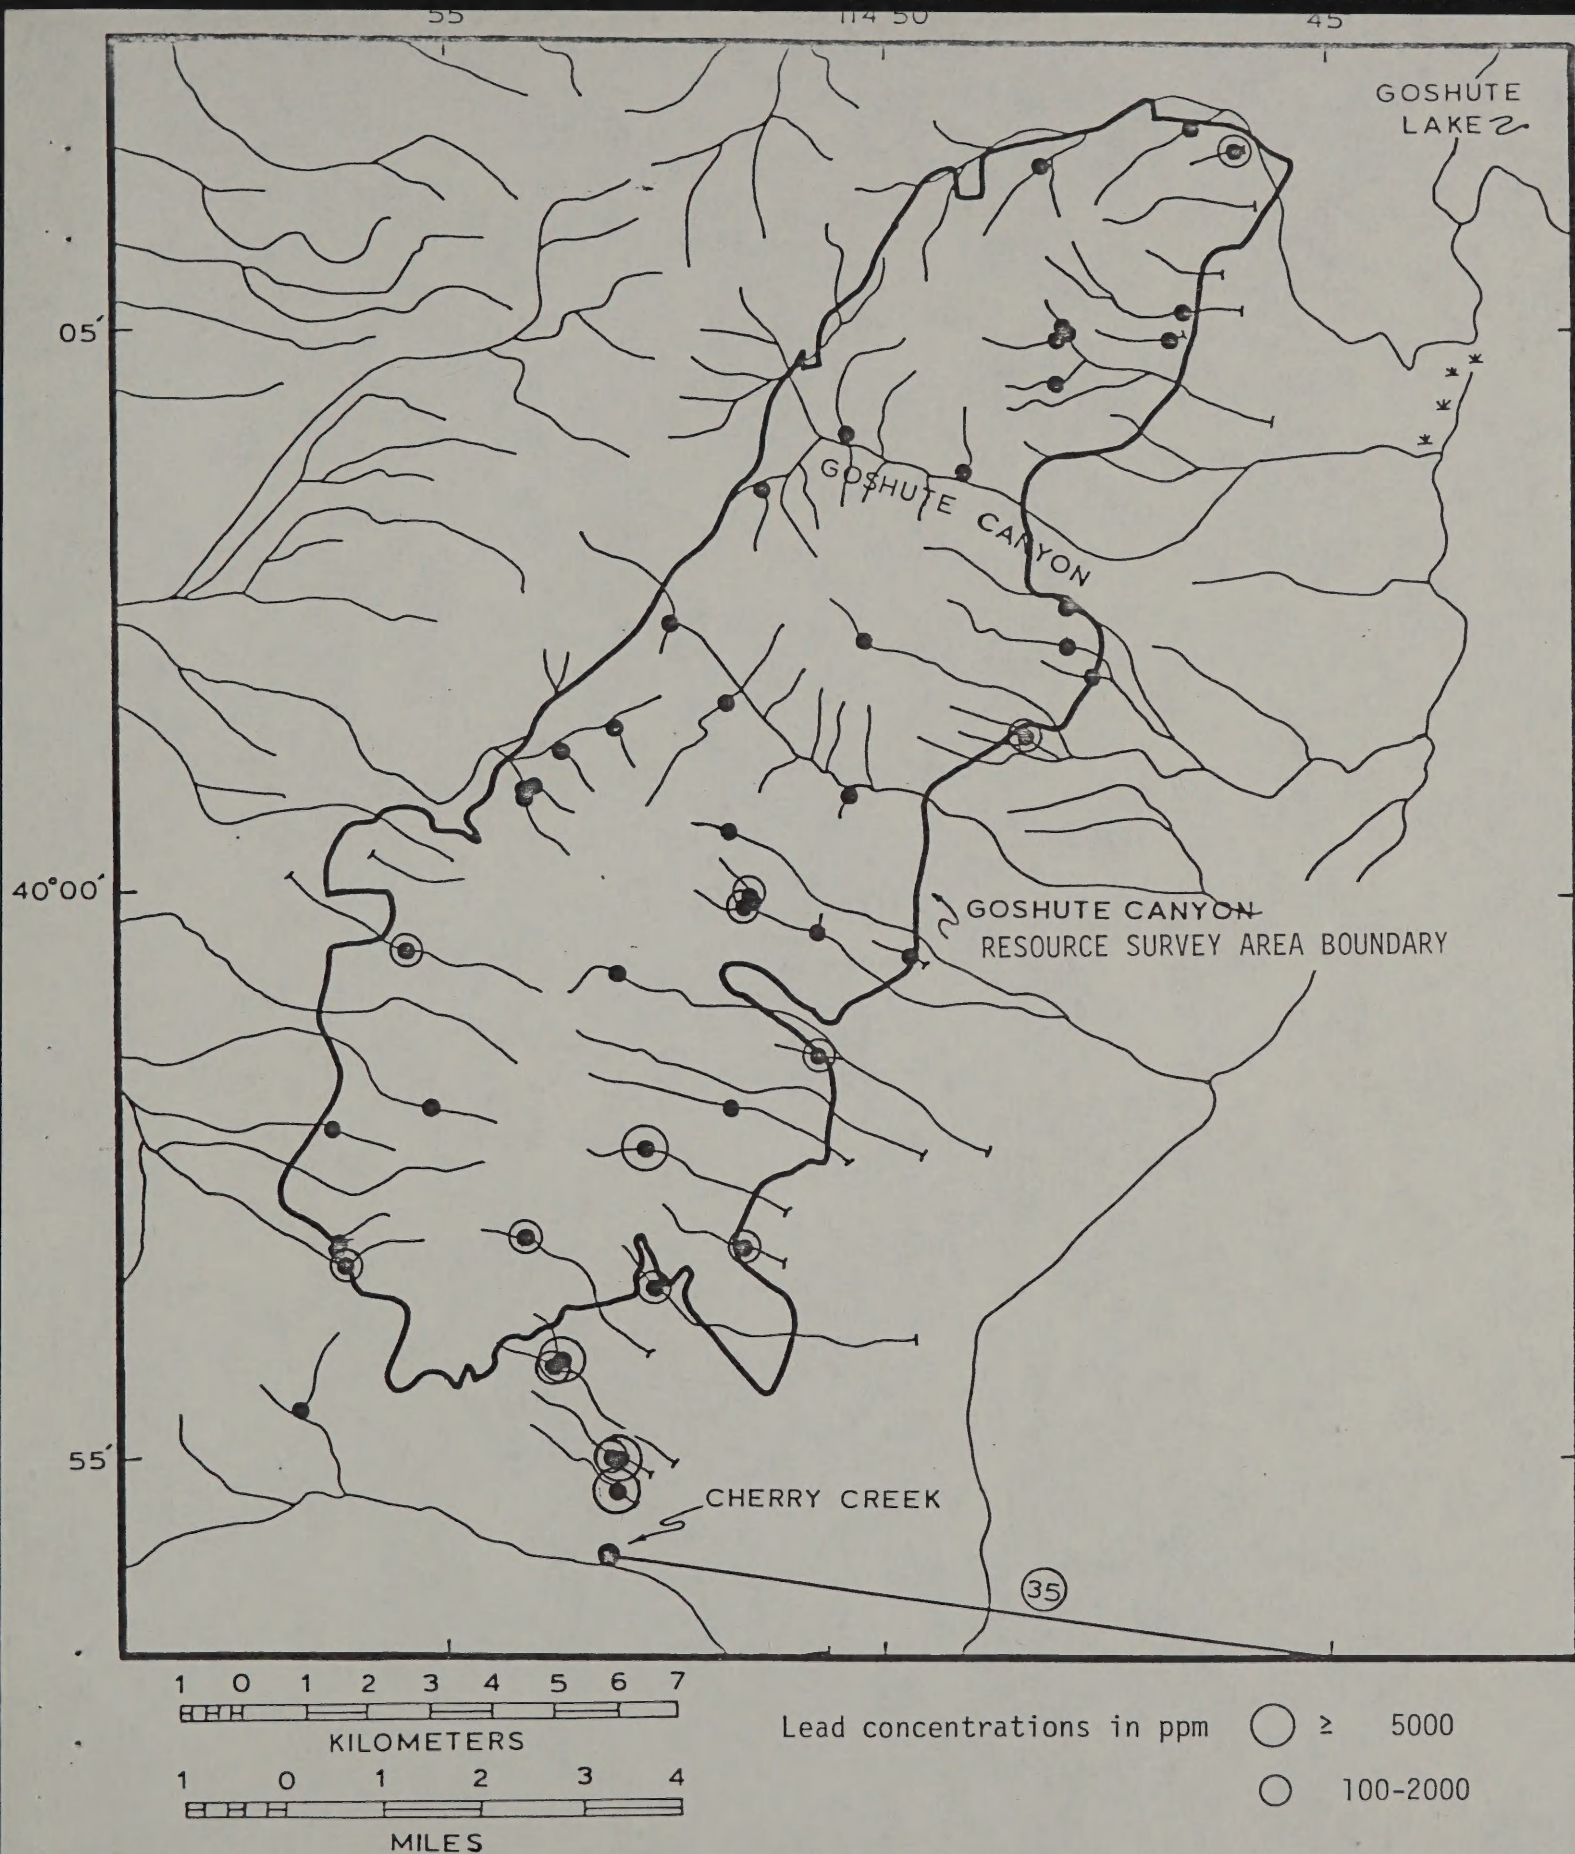 55
114 50
45
GOSHUTE
LAKE
05′
GOSHUTE CANYON
40°00′
GOSHUTE CANYON
RESOURCE SURVEY AREA BOUNDARY
55′
CHERRY CREEK
35
1 0 1 2 3 4 5 6 7
KILOMETERS
1 0 1 2 3 4
MILES
Lead concentrations in ppm ≥ 5000
100-2000